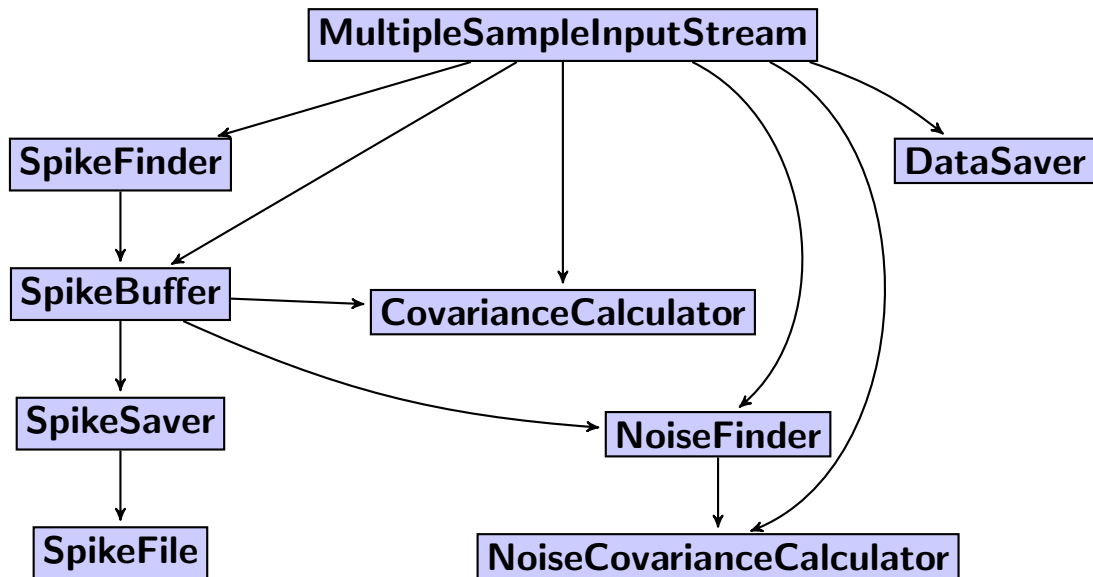 MultipleSampleInputStream
SpikeFinder
DataSaver
SpikeBuffer
CovarianceCalculator
SpikeSaver
NoiseFinder
SpikeFile
NoiseCovarianceCalculator